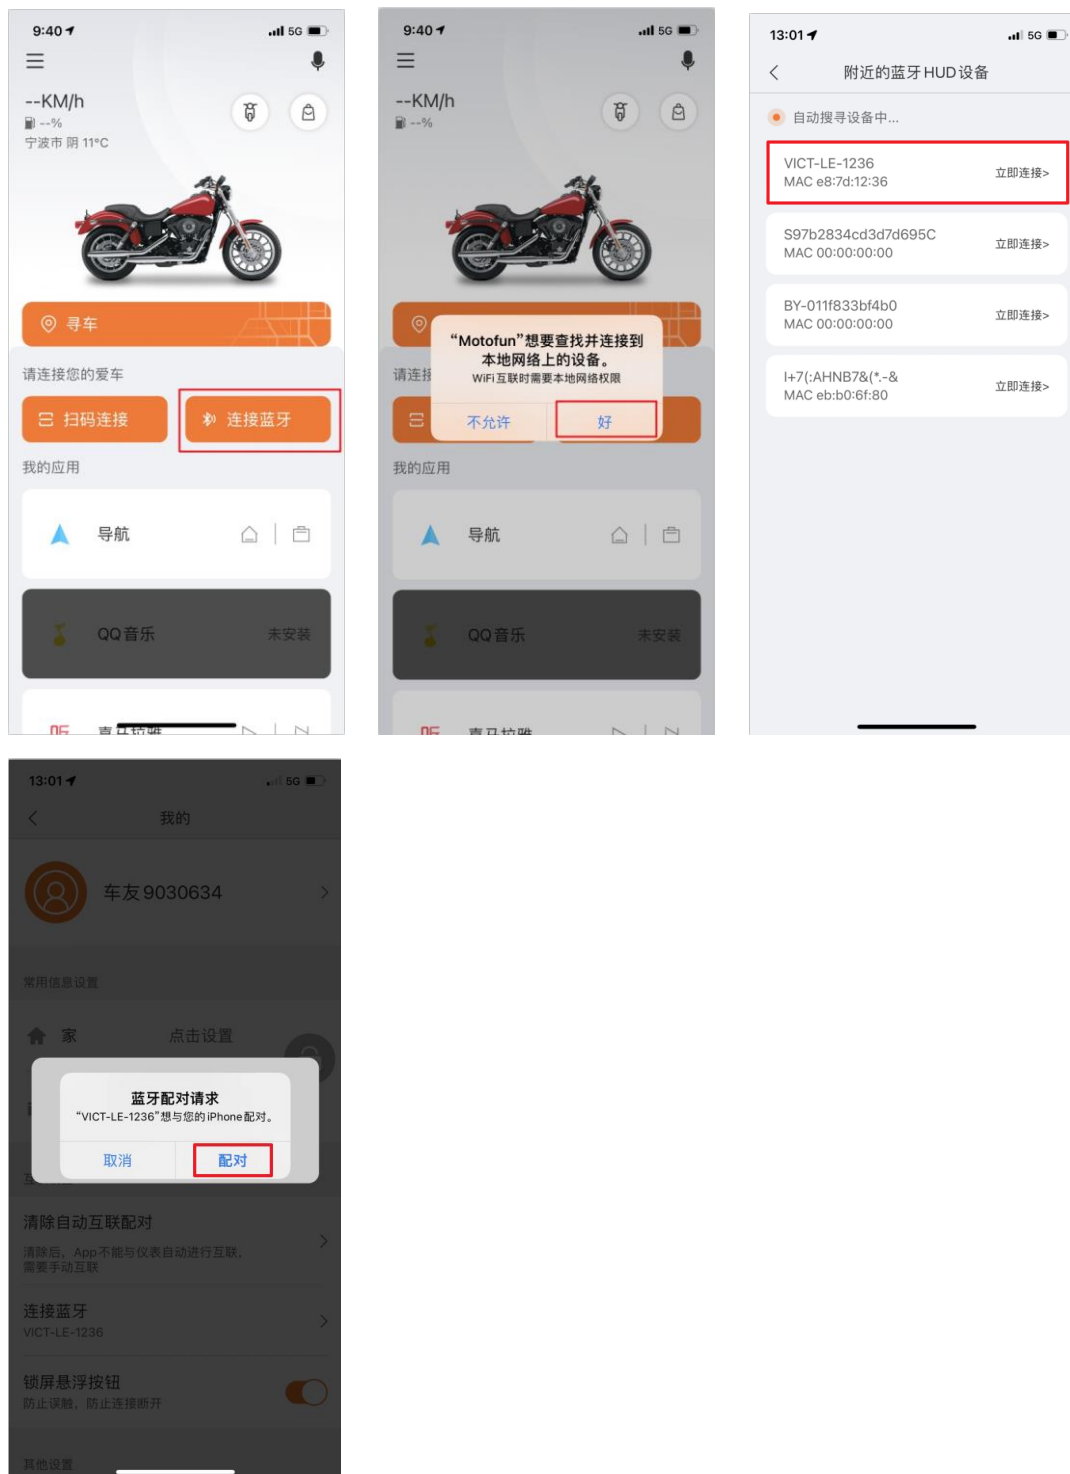 9:40
5G
--KM/h
--%
宁波市 阴 11°C
寻车
请连接您的爱车
扫码连接
连接蓝牙
我的应用
导航
QQ音乐
未安装
喜马拉雅
9:40
5G
--KM/h
--%
“Motofun”想要查找并连接到
本地网络上的设备。
WiFi互联时需要本地网络权限
不允许
好
请连接
我的应用
导航
QQ音乐
未安装
喜马拉雅
13:01
5G
附近的蓝牙HUD设备
自动搜寻设备中...
VICT-LE-1236
MAC e8:7d:12:36
立即连接>
S97b2834cd3d7d695C
MAC 00:00:00:00
立即连接>
BY-011f833bf4b0
MAC 00:00:00:00
立即连接>
I+7(:AHNB7&(*.-&
MAC eb:b0:6f:80
立即连接>
13:01
5G
我的
车友9030634
常用信息设置
家
点击设置
蓝牙配对请求
“VICT-LE-1236”想与您的iPhone配对。
取消
配对
清除自动互联配对
清除后，App不能与仪表自动进行互联，
需要手动互联
连接蓝牙
VICT-LE-1236
锁屏悬浮按钮
防止误触，防止连接断开
其他设置